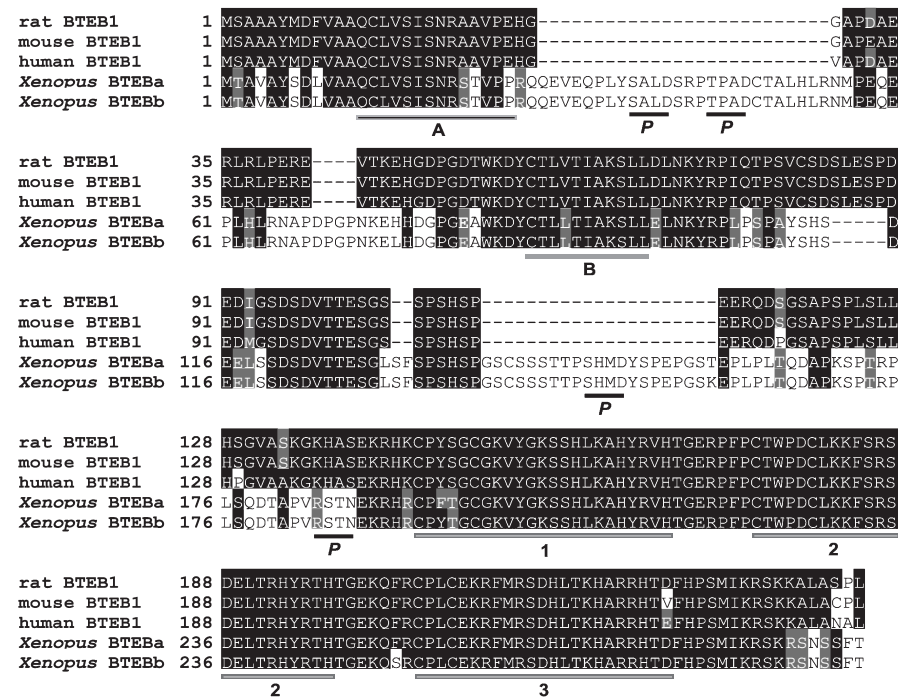 rat BTEB1 1 MSAAAYMDFVAAQCLVSISNRAAVPEHG--------------------------GAPDAE
mouse BTEB1 1 MSAAAYMDFVAAQCLVSISNRAAVPEHG--------------------------GAPEAE
human BTEB1 1 MSAAAYMDFVAAQCLVSISNRAAVPEHG--------------------------VAPDAE
Xenopus BTEBa 1 MTAVAYSDLVAAQCLVSISNRSTVPPRQQEVEQPLYSALDSRPTPADCTALHLRNMPEQE
Xenopus BTEBb 1 MTAVAYSDLVAAQCLVSISNRSTVPPRQQEVEQPLYSALDSRPTPADCTALHLRNMPEQE
A P P
rat BTEB1 35 RLRLPERE----VTKEHGDPGDTWKDYCTLVTIAKSLLDLNKYRPIQTPSVCSDSLESPD
mouse BTEB1 35 RLRLPERE----VTKEHGDPGDTWKDYCTLVTIAKSLLDLNKYRPIQTPSVCSDSLESPD
human BTEB1 35 RLRLPERE----VTKEHGDPGDTWKDYCTLVTIAKSLLDLNKYRPIQTPSVCSDSLESPD
Xenopus BTEBa 61 PLHLRNAPDPGPNKEHHDGPGEAWKDYCTLLTIAKSLLELNKYRPLPSPAYSHS-----D
Xenopus BTEBb 61 PLHLRNAPDPGPNKELHDGPGEAWKDYCTLLTIAKSLLELNKYRPLPSPAYSHS-----D
B
rat BTEB1 91 EDIGSDSDVTTESGS--SPSHSP---------------------EERQDSGSAPSPLSLL
mouse BTEB1 91 EDIGSDSDVTTESGS--SPSHSP---------------------EERQDSGSAPSPLSLL
human BTEB1 91 EDMGSDSDVTTESGS--SPSHSP---------------------EERQDPGSAPSPLSLL
Xenopus BTEBa 116 EELSSDSDVTTESGLSFSPSHSPGSCSSSTTPSHMDYSPEPGSTEPLPLTQDAPKSPTRP
Xenopus BTEBb 116 EELSSDSDVTTESGLSFSPSHSPGSCSSSTTPSHMDYSPEPGSKEPLPLTQDAPKSPTRP
P
rat BTEB1 128 HSGVASKGKHASEKRHKCPYSGCGKVYGKSSHLKAHYRVHTGERPFPCTWPDCLKKFSRS
mouse BTEB1 128 HSGVASKGKHASEKRHKCPYSGCGKVYGKSSHLKAHYRVHTGERPFPCTWPDCLKKFSRS
human BTEB1 128 HPGVAAKGKHASEKRHKCPYSGCGKVYGKSSHLKAHYRVHTGERPFPCTWPDCLKKFSRS
Xenopus BTEBa 176 LSQDTAPVRSTNEKRHRCPFTGCGKVYGKSSHLKAHYRVHTGERPFPCTWPDCLKKFSRS
Xenopus BTEBb 176 LSQDTAPVRSTNEKRHRCPYTGCGKVYGKSSHLKAHYRVHTGERPFPCTWPDCLKKFSRS
P 1 2
rat BTEB1 188 DELTRHYRTHTGEKQFRCPLCEKRFMRSDHLTKHARRHTDFHPSMIKRSKKALASPL
mouse BTEB1 188 DELTRHYRTHTGEKQFRCPLCEKRFMRSDHLTKHARRHTVFHPSMIKRSKKALACPL
human BTEB1 188 DELTRHYRTHTGEKQFRCPLCEKRFMRSDHLTKHARRHTEFHPSMIKRSKKALANAL
Xenopus BTEBa 236 DELTRHYRTHTGEKQFRCPLCEKRFMRSDHLTKHARRHTDFHPSMIKRSKKRSNSSFT
Xenopus BTEBb 236 DELTRHYRTHTGEKQSRCPLCEKRFMRSDHLTKHARRHTDFHPSMIKRSKKRSNSSFT
2 3